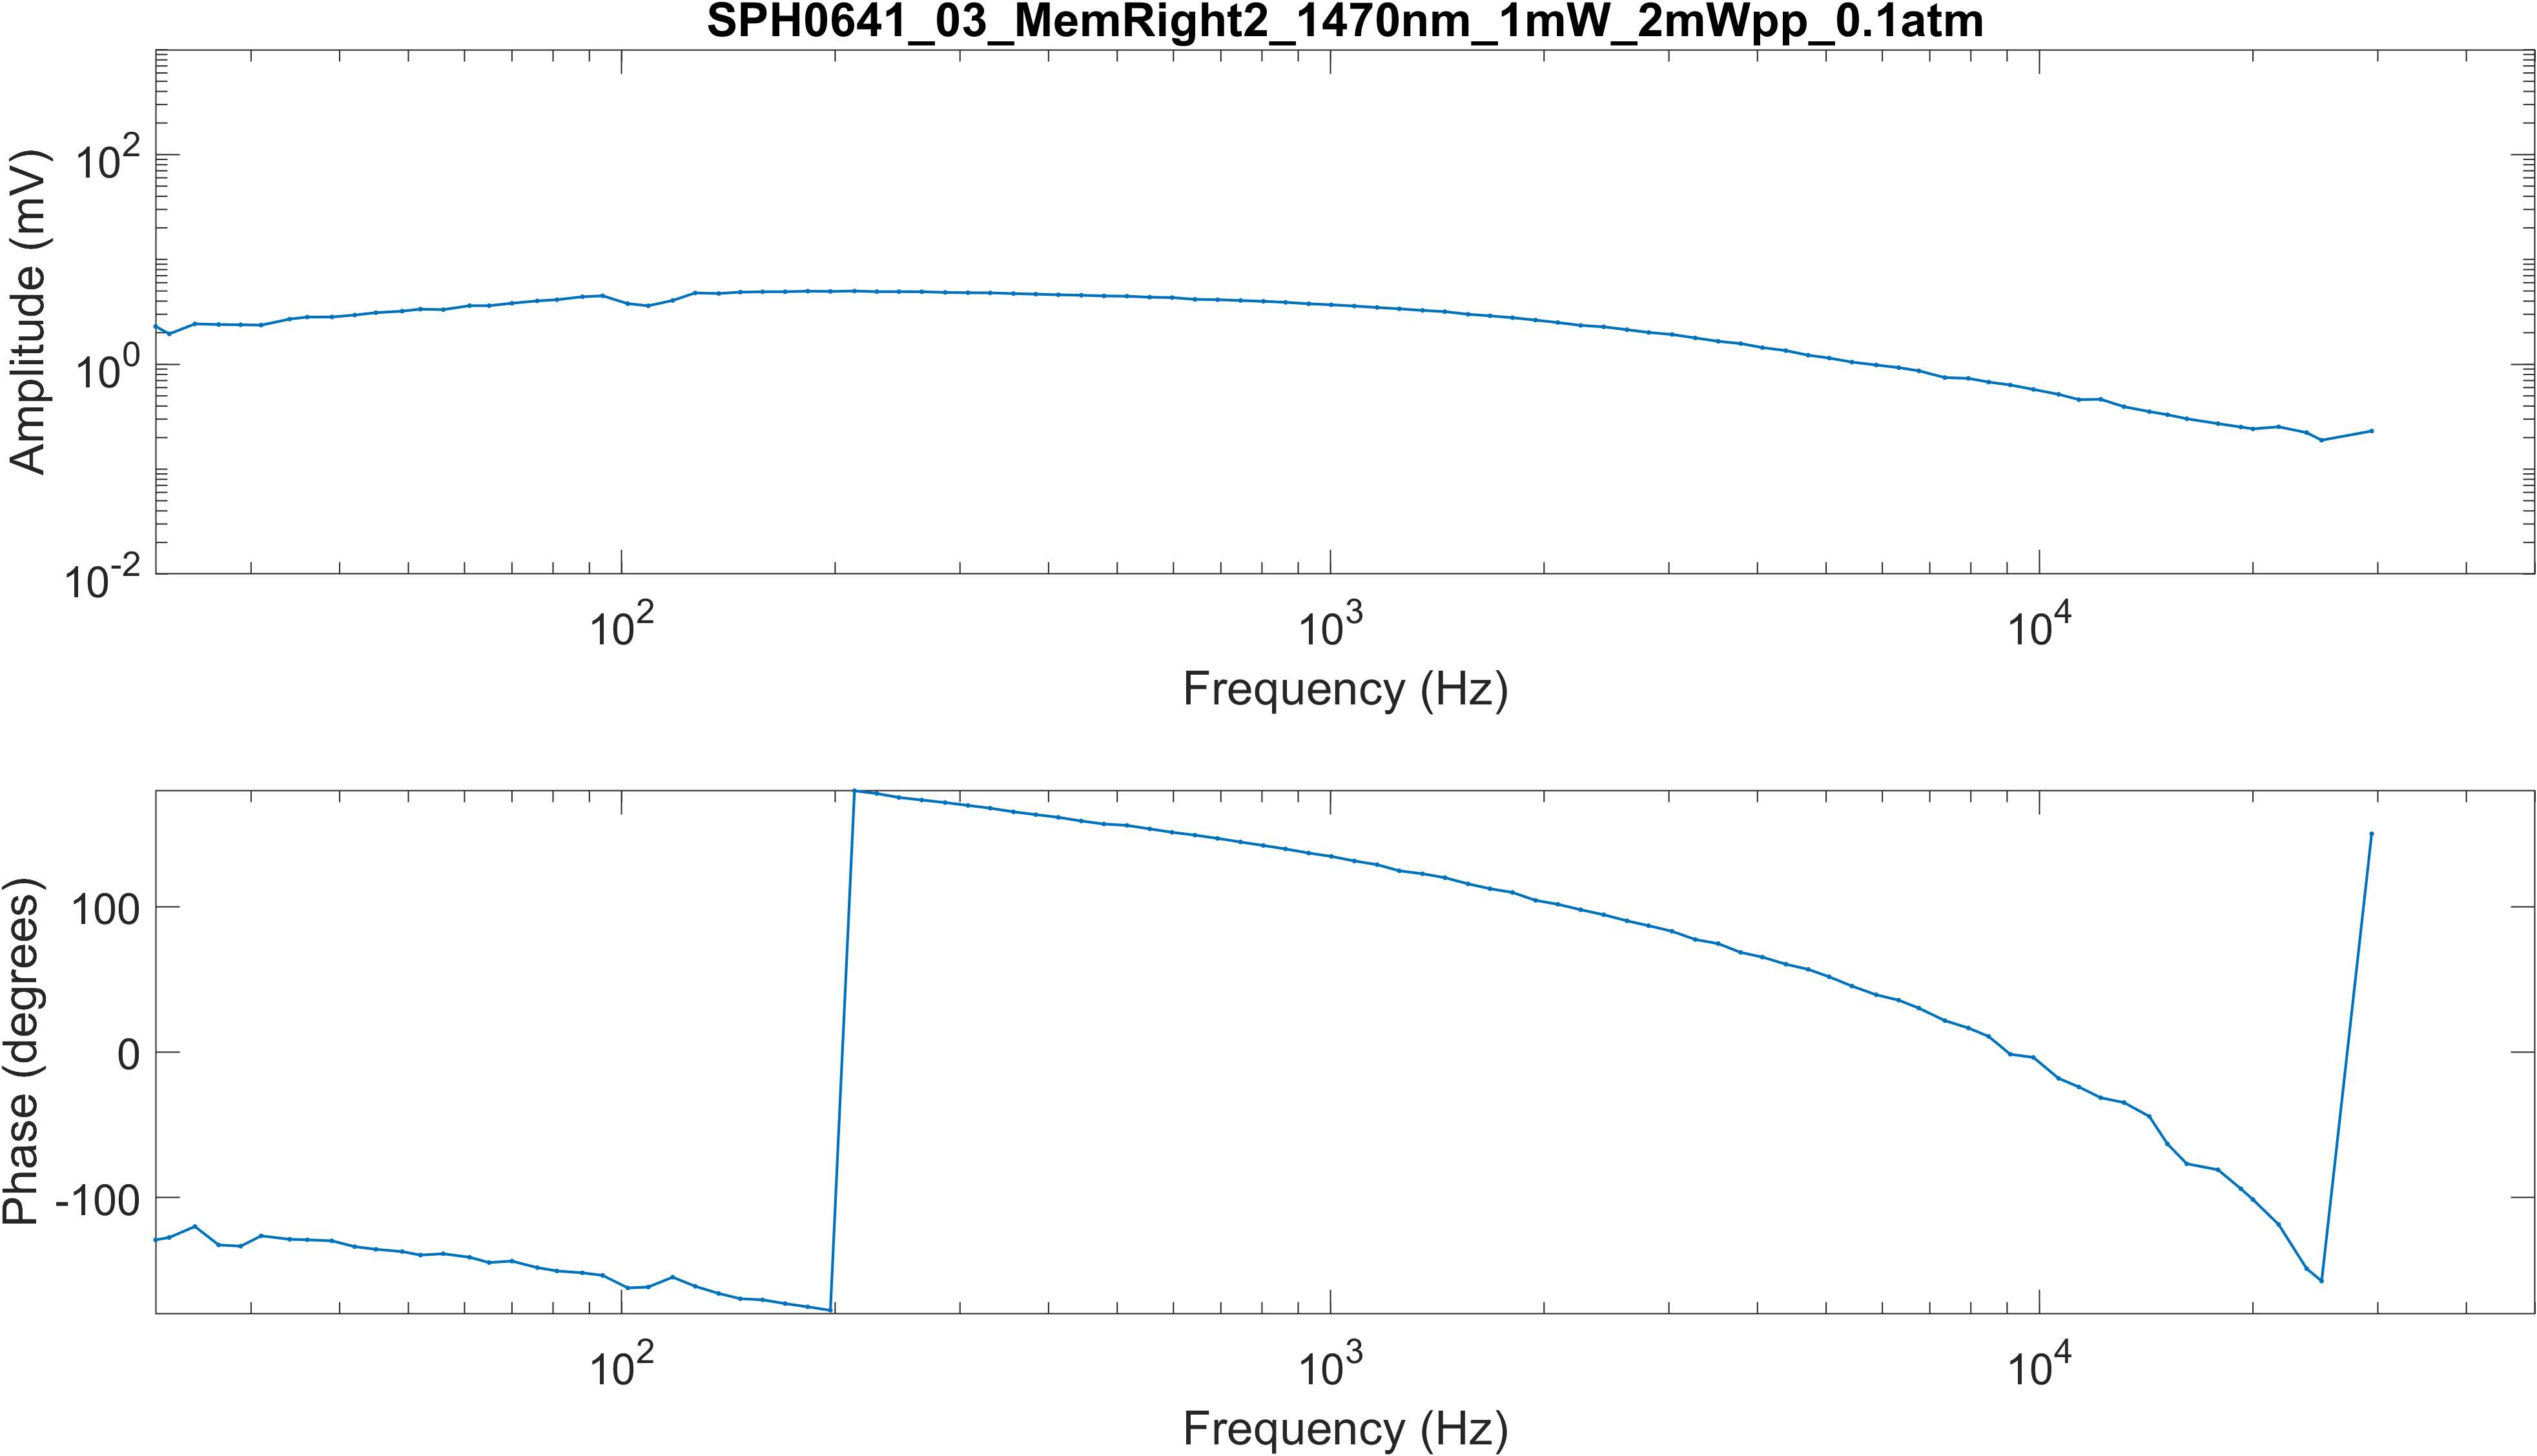 SPH0641_03_MemRight2_1470nm_1mW_2mWpp_0.1atm
Amplitude (mV)
10^2
10^0
10^-2
10^2
10^3
10^4
Frequency (Hz)
Phase (degrees)
100
0
-100
10^2
10^3
10^4
Frequency (Hz)